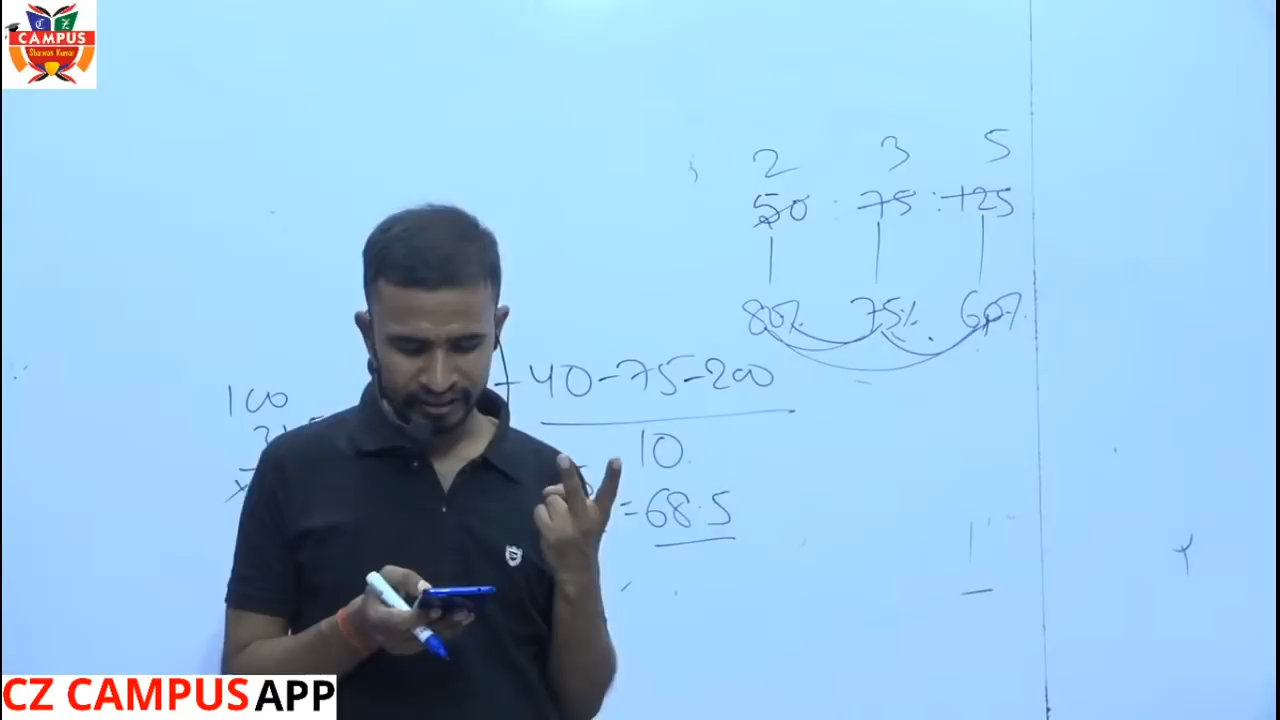 C Z
CAMPUS
Sharwan Kumar
2 3 5
50 : 75 : 125
80% 75% 60%
- 40 - 75 - 200
10
= 68.5
100
CZ CAMPUS APP